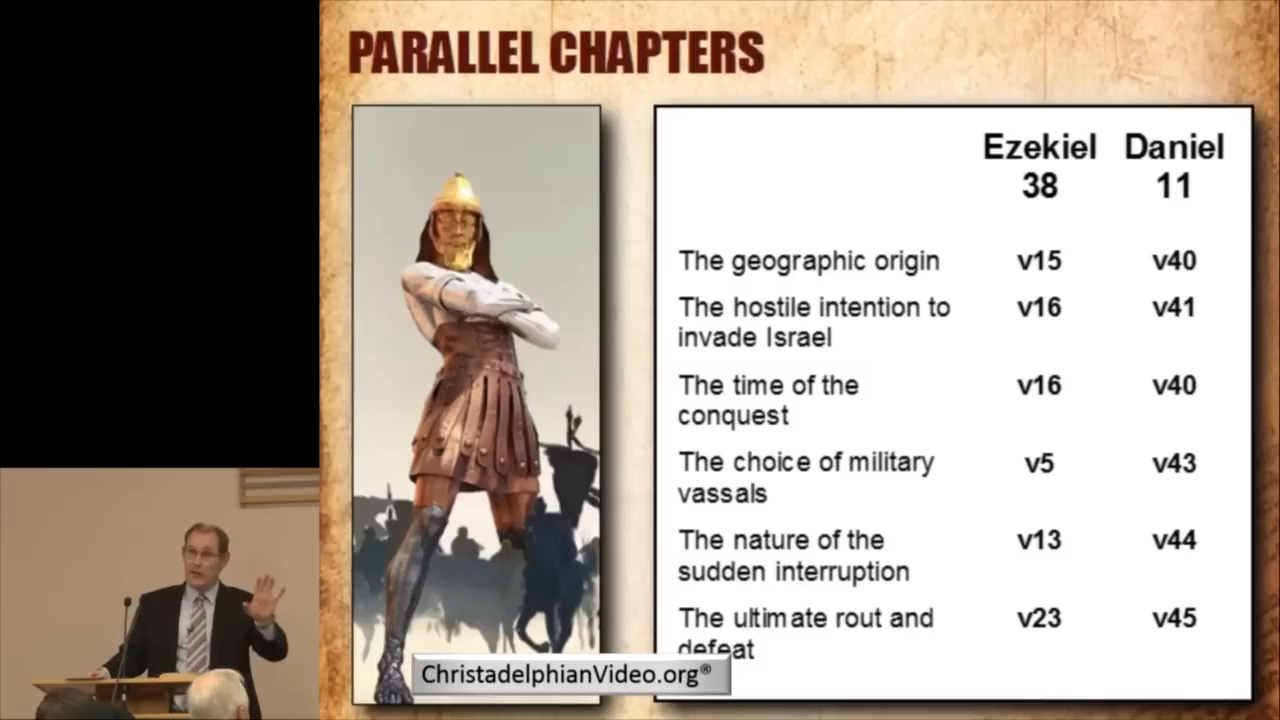 PARALLEL CHAPTERS
Ezekiel Daniel
38 11
The geographic origin v15 v40
The hostile intention to v16 v41
invade Israel
The time of the v16 v40
conquest
The choice of military v5 v43
vassals
The nature of the v13 v44
sudden interruption
The ultimate rout and v23 v45
defeat
ChristadelphianVideo.org®